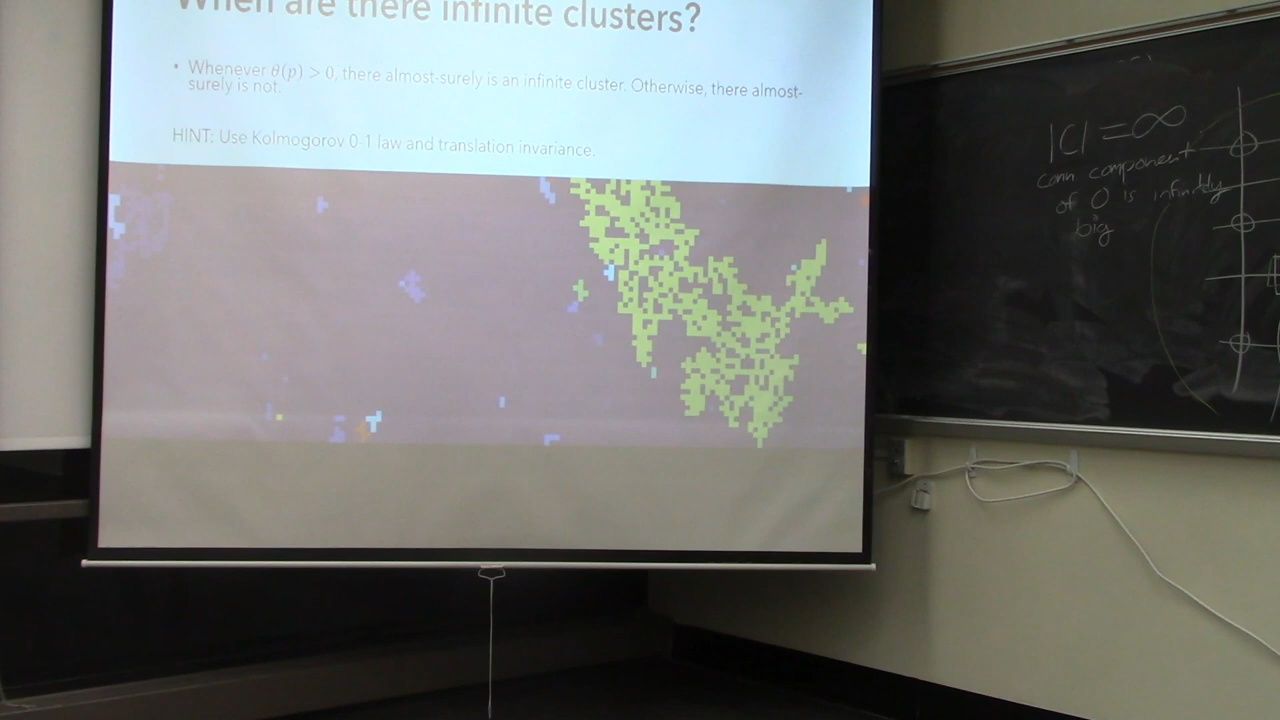 When are there infinite clusters?
• Whenever θ(p) > 0, there almost-surely is an infinite cluster. Otherwise, there almost-
surely is not.
HINT: Use Kolmogorov 0-1 law and translation invariance.
|C| = ∞
conn component
of 0 is infinitly
big